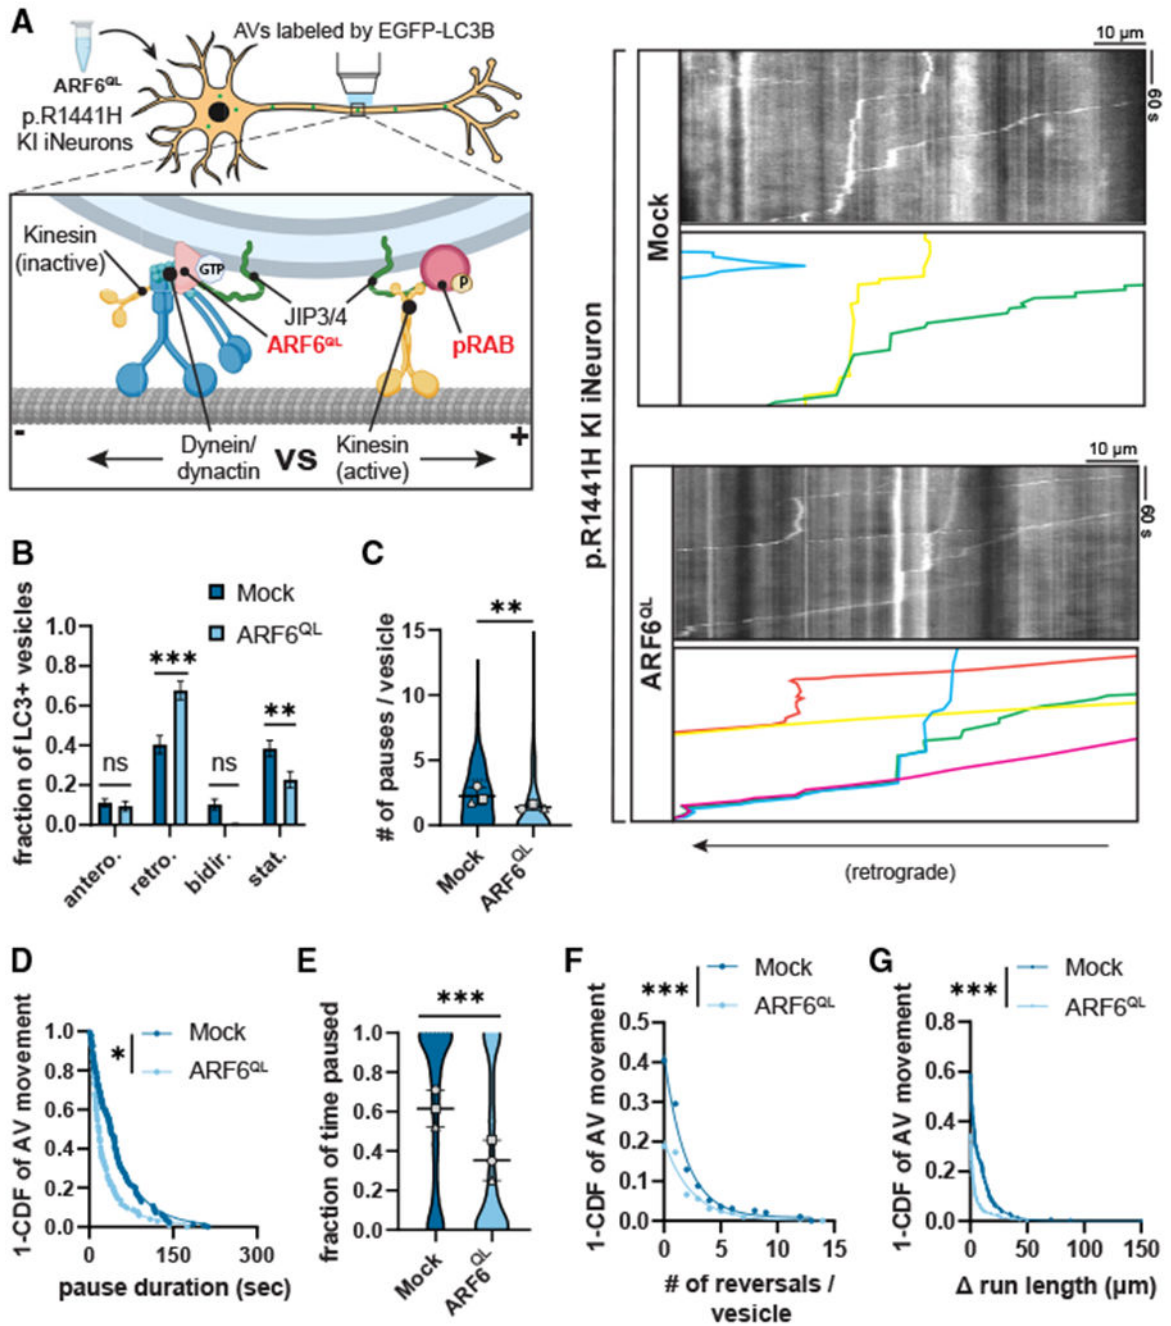 A
AVs labeled by EGFP-LC3B
ARF6QL
p.R1441H
KI iNeurons
Kinesin
(inactive)
GTP
P
JIP3/4
ARF6QL
pRAB
-
+
Dynein/
dynactin
VS
Kinesin
(active)
p.R1441H KI iNeuron
Mock
10 µm
60 s
ARF6QL
10 µm
60 s
(retrograde)
B
Mock
ARF6QL
fraction of LC3+ vesicles
1.0
0.8
0.6
0.4
0.2
0.0
ns
***
ns
**
antero.
retro.
bidir.
stat.
C
# of pauses / vesicle
15
10
5
0
**
Mock
ARF6QL
D
1-CDF of AV movement
1.0
0.8
0.6
0.4
0.2
0.0
*
Mock
ARF6QL
0
150
300
pause duration (sec)
E
fraction of time paused
1.0
0.8
0.6
0.4
0.2
0.0
***
Mock
ARF6QL
F
***
Mock
ARF6QL
1-CDF of AV movement
0.5
0.4
0.3
0.2
0.1
0.0
0
5
10
15
# of reversals /
vesicle
G
***
Mock
ARF6QL
1-CDF of AV movement
0.8
0.6
0.4
0.2
0.0
0
50
100
150
Δ run length (µm)